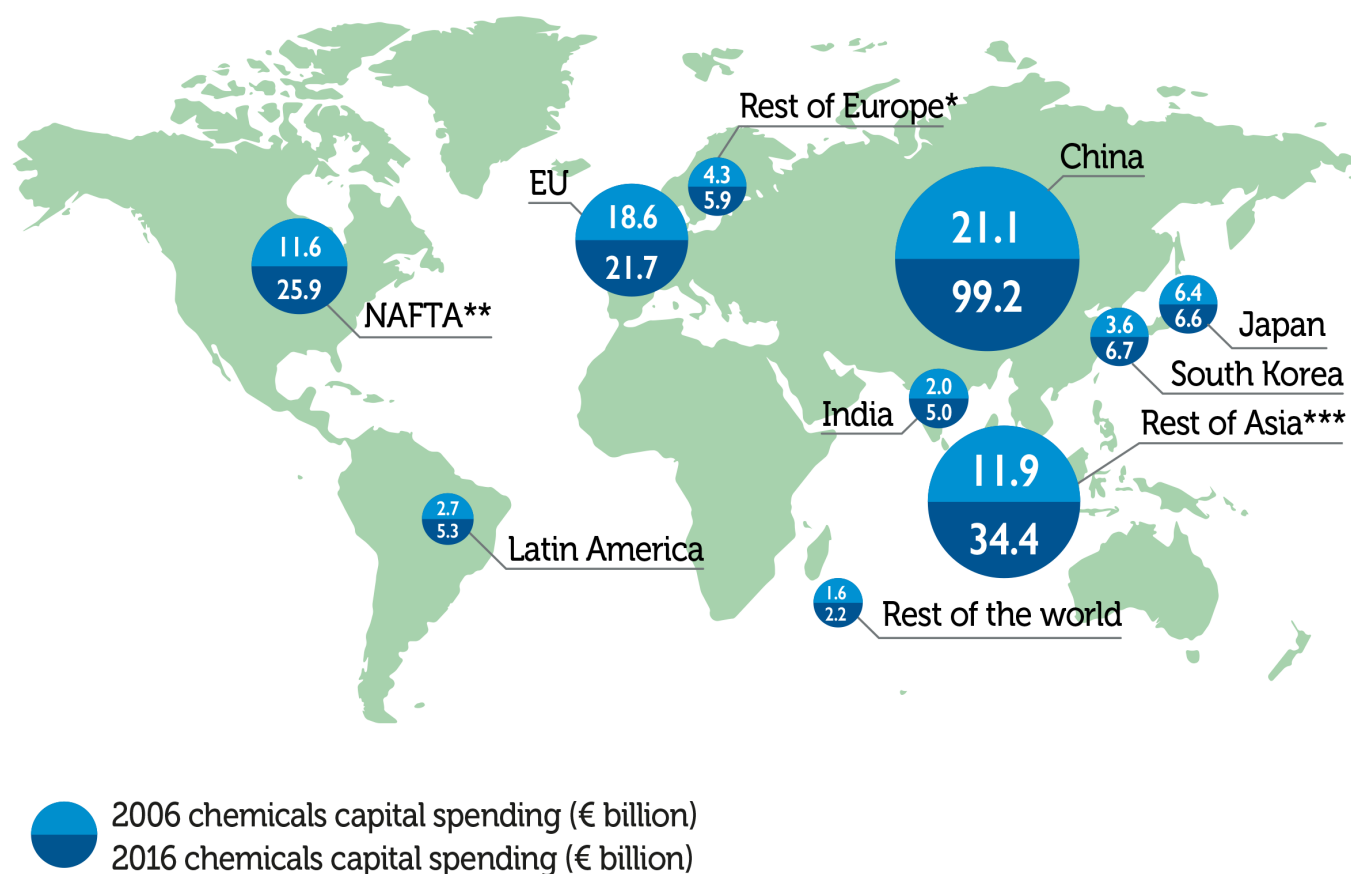 Rest of Europe*
4.3
5.9
China
21.1
99.2
EU
18.6
21.7
11.6
25.9
NAFTA**
6.4
6.6
Japan
3.6
6.7
South Korea
2.0
5.0
India
Rest of Asia***
11.9
34.4
2.7
5.3
Latin America
1.6
2.2
Rest of the world
2006 chemicals capital spending (€ billion)
2016 chemicals capital spending (€ billion)